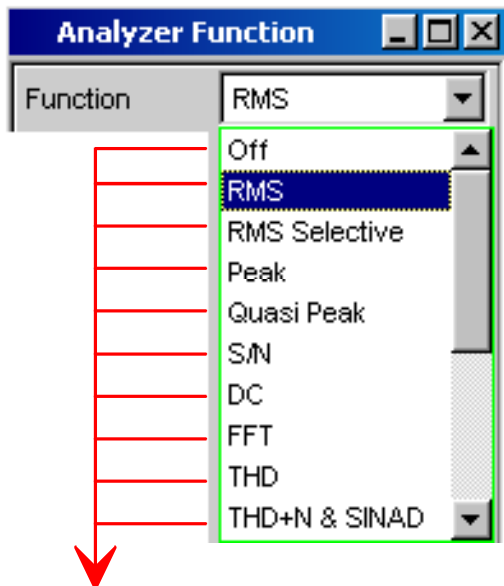 Analyzer Function
Function RMS
Off
RMS
RMS Selective
Peak
Quasi Peak
S/N
DC
FFT
THD
THD+N & SINAD